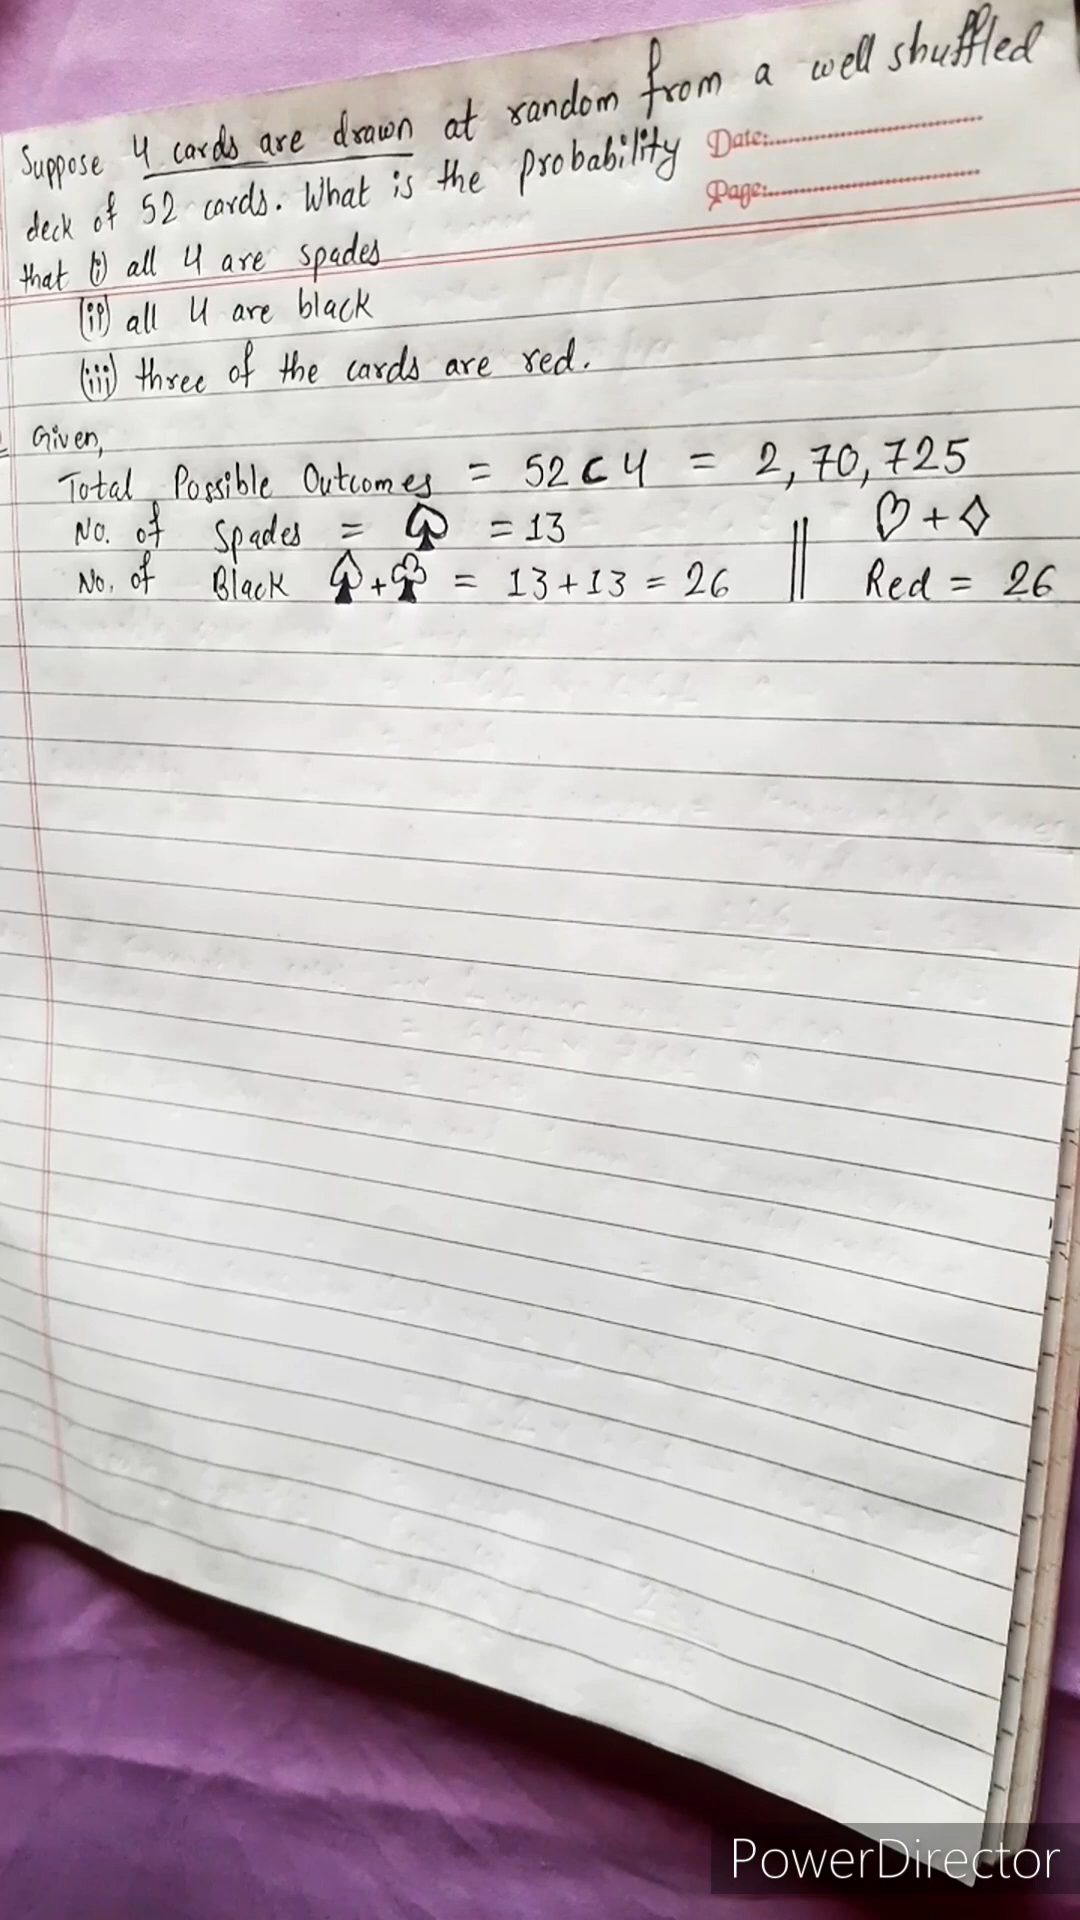 Suppose 4 cards are drawn at random from a well shuffled
deck of 52 cards. What is the probability
Date:
Page:
that (i) all 4 are spades
(ii) all 4 are black
(iii) three of the cards are red.
Given,
Total Possible Outcomes = 52C4 = 2,70,725
No. of Spades = ♠ = 13
♡+◇
No. of Black ♠+♣ = 13+13 = 26 || Red = 26
PowerDirector